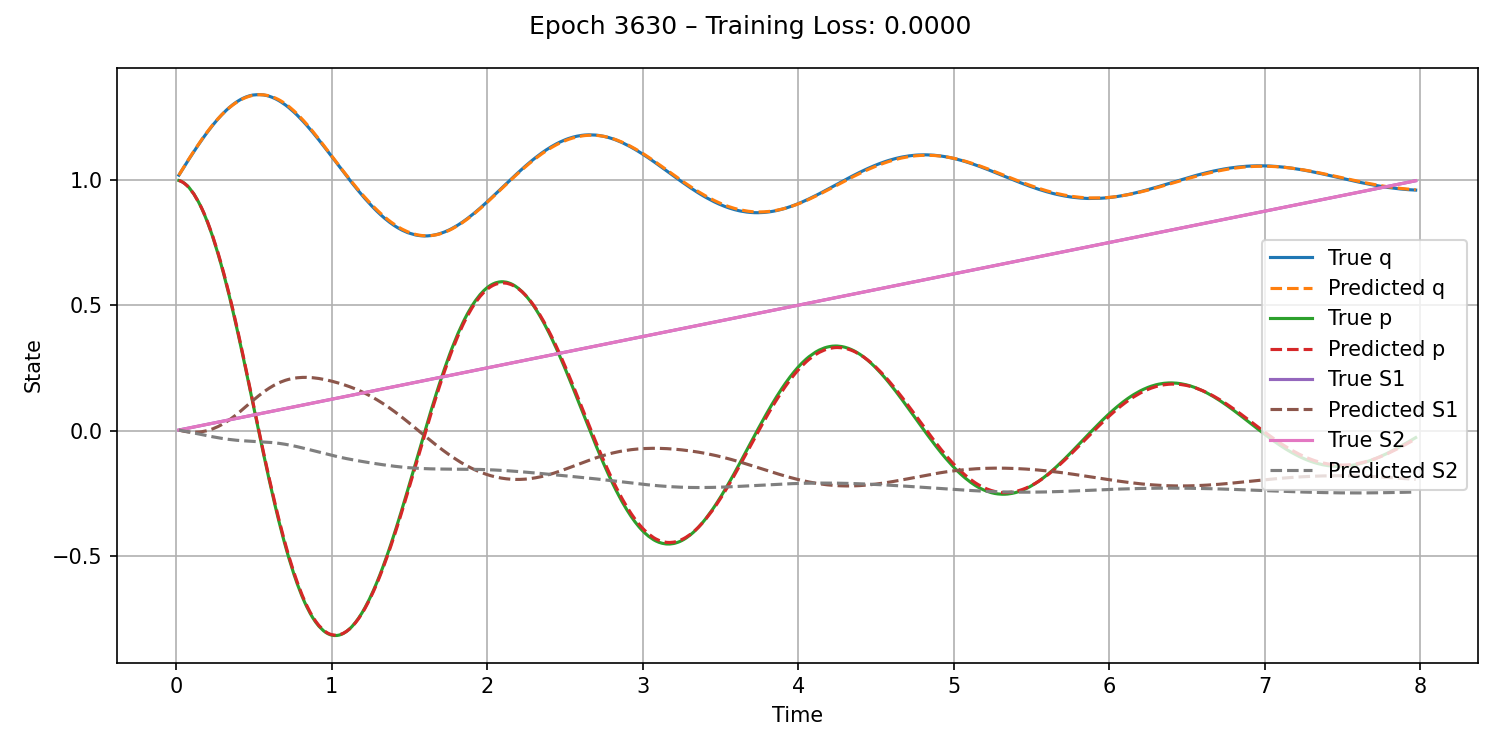 Epoch 3630 – Training Loss: 0.0000
State
1.0
0.5
0.0
−0.5
True q
Predicted q
True p
Predicted p
True S1
Predicted S1
True S2
Predicted S2
0 1 2 3 4 5 6 7 8
Time